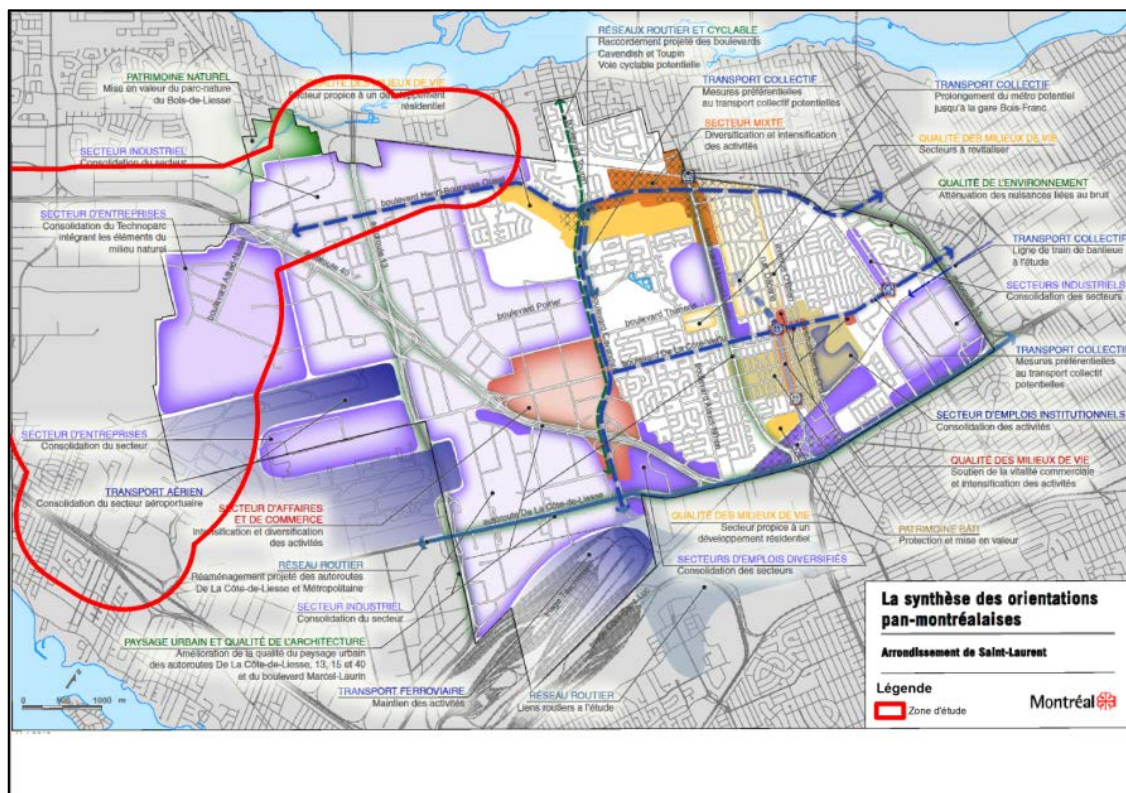 RÉSEAUX ROUTIER ET CYCLABLE
Raccordement projeté des boulevards
Cavendish et Toupin
Voie cyclable potentielle
PATRIMOINE NATUREL
Mise en valeur du parc-nature
du Bois-de-Liesse
MILIEUX DE VIE
Secteur propice à un développement
résidentiel
TRANSPORT COLLECTIF
Mesures préférentielles
au transport collectif potentielles
TRANSPORT COLLECTIF
Prolongement du métro potentiel
jusqu'à la gare Bois-Franc
SECTEUR MIXTE
Diversification et intensification
des activités
QUALITÉ DES MILIEUX DE VIE
Secteurs à revitaliser
SECTEUR INDUSTRIEL
Consolidation du secteur
QUALITÉ DE L'ENVIRONNEMENT
Atténuation des nuisances liées au bruit
SECTEUR D'ENTREPRISES
Consolidation du Technoparc
intégrant les éléments du
milieu naturel
TRANSPORT COLLECTIF
Ligne de train de banlieue
à l'étude
SECTEURS INDUSTRIELS
Consolidation des secteurs
boulevard Henri-Bourassa Ouest
boulevard Poirier
boulevard Thimens
TRANSPORT COLLECTIF
Mesures préférentielles
au transport collectif
potentielles
SECTEUR D'EMPLOIS INSTITUTIONNELS
Consolidation des activités
SECTEUR D'ENTREPRISES
Consolidation du secteur
QUALITÉ DES MILIEUX DE VIE
Soutien de la vitalité commerciale
et intensification des activités
TRANSPORT AÉRIEN
Consolidation du secteur aéroportuaire
SECTEUR D'AFFAIRES
ET DE COMMERCE
Intensification et diversification
des activités
autoroute De La Côte-de-Liesse
QUALITÉ DES MILIEUX DE VIE
Secteur propice à un
développement résidentiel
PATRIMOINE BÂTI
Protection et mise en valeur
SECTEURS D'EMPLOIS DIVERSIFIÉS
Consolidation des secteurs
RÉSEAU ROUTIER
Réaménagement projeté des autoroutes
De La Côte-de-Liesse et Métropolitaine
SECTEUR INDUSTRIEL
Consolidation du secteur
PAYSAGE URBAIN ET QUALITÉ DE L'ARCHITECTURE
Amélioration de la qualité du paysage urbain
des autoroutes De La Côte-de-Liesse, 13, 15 et 40
et du boulevard Marcel-Laurin
TRANSPORT FERROVIAIRE
Maintien des activités
RÉSEAU ROUTIER
Liens routiers à l'étude
0 500 1000 m
La synthèse des orientations
pan-montréalaises
Arrondissement de Saint-Laurent
Légende
Zone d'étude
Montréal